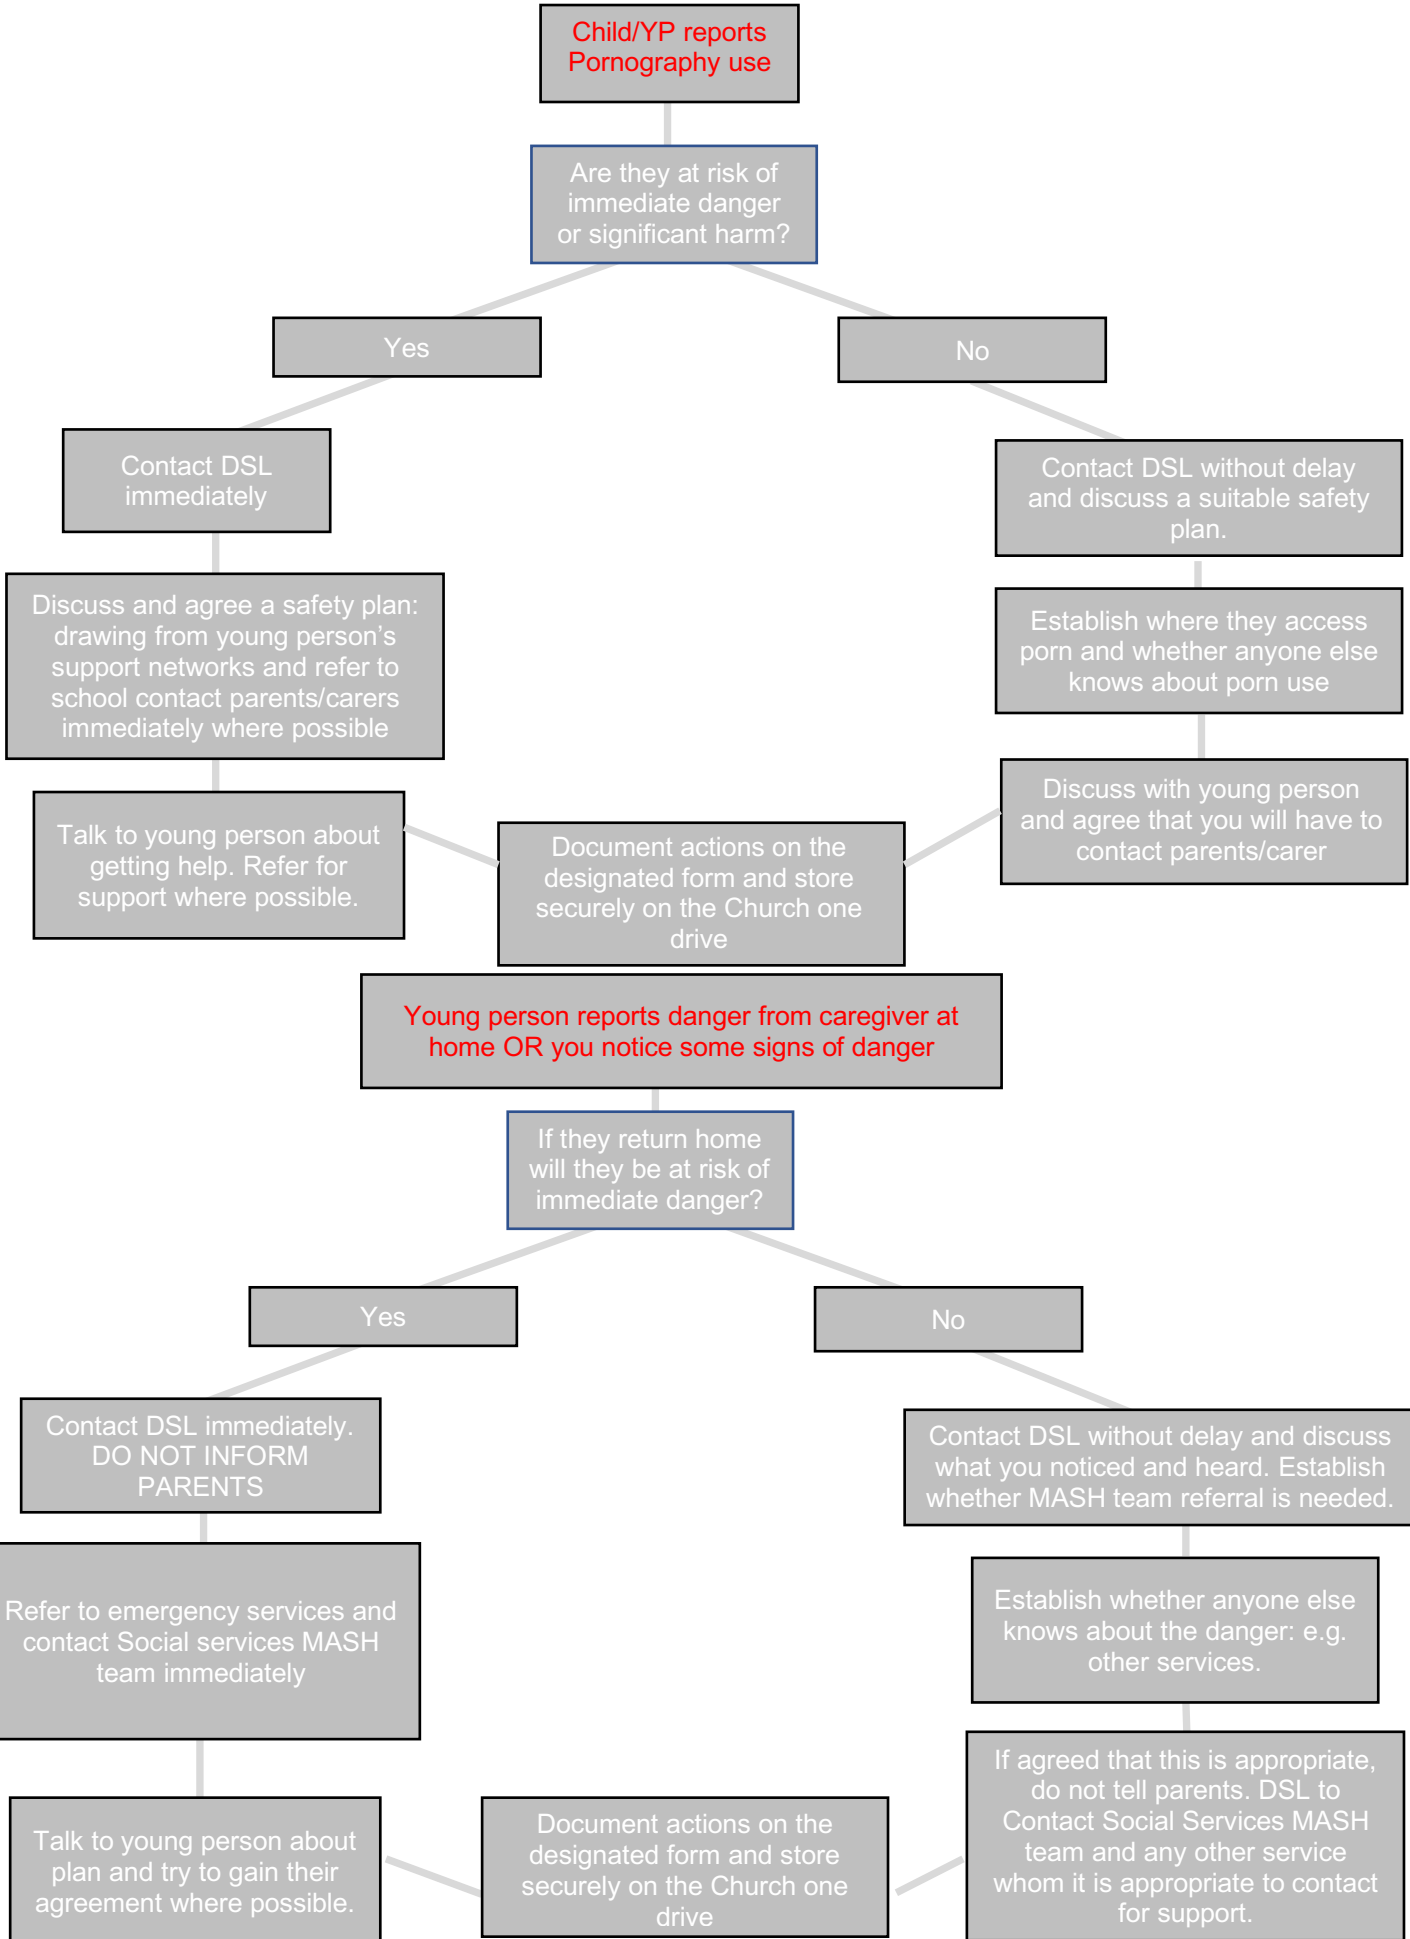 Child/YP reports
Pornography use
Are they at risk of
immediate danger
or significant harm?
Yes
No
Contact DSL
immediately
Contact DSL without delay
and discuss a suitable safety
plan.
Discuss and agree a safety plan:
drawing from young person’s
support networks and refer to
school contact parents/carers
immediately where possible
Establish where they access
porn and whether anyone else
knows about porn use
Talk to young person about
getting help. Refer for
support where possible.
Discuss with young person
and agree that you will have to
contact parents/carer
Document actions on the
designated form and store
securely on the Church one
drive
Young person reports danger from caregiver at
home OR you notice some signs of danger
If they return home
will they be at risk of
immediate danger?
Yes
No
Contact DSL immediately.
DO NOT INFORM
PARENTS
Contact DSL without delay and discuss
what you noticed and heard. Establish
whether MASH team referral is needed.
Refer to emergency services and
contact Social services MASH
team immediately
Establish whether anyone else
knows about the danger: e.g.
other services.
Talk to young person about
plan and try to gain their
agreement where possible.
If agreed that this is appropriate,
do not tell parents. DSL to
Contact Social Services MASH
team and any other service
whom it is appropriate to contact
for support.
Document actions on the
designated form and store
securely on the Church one
drive